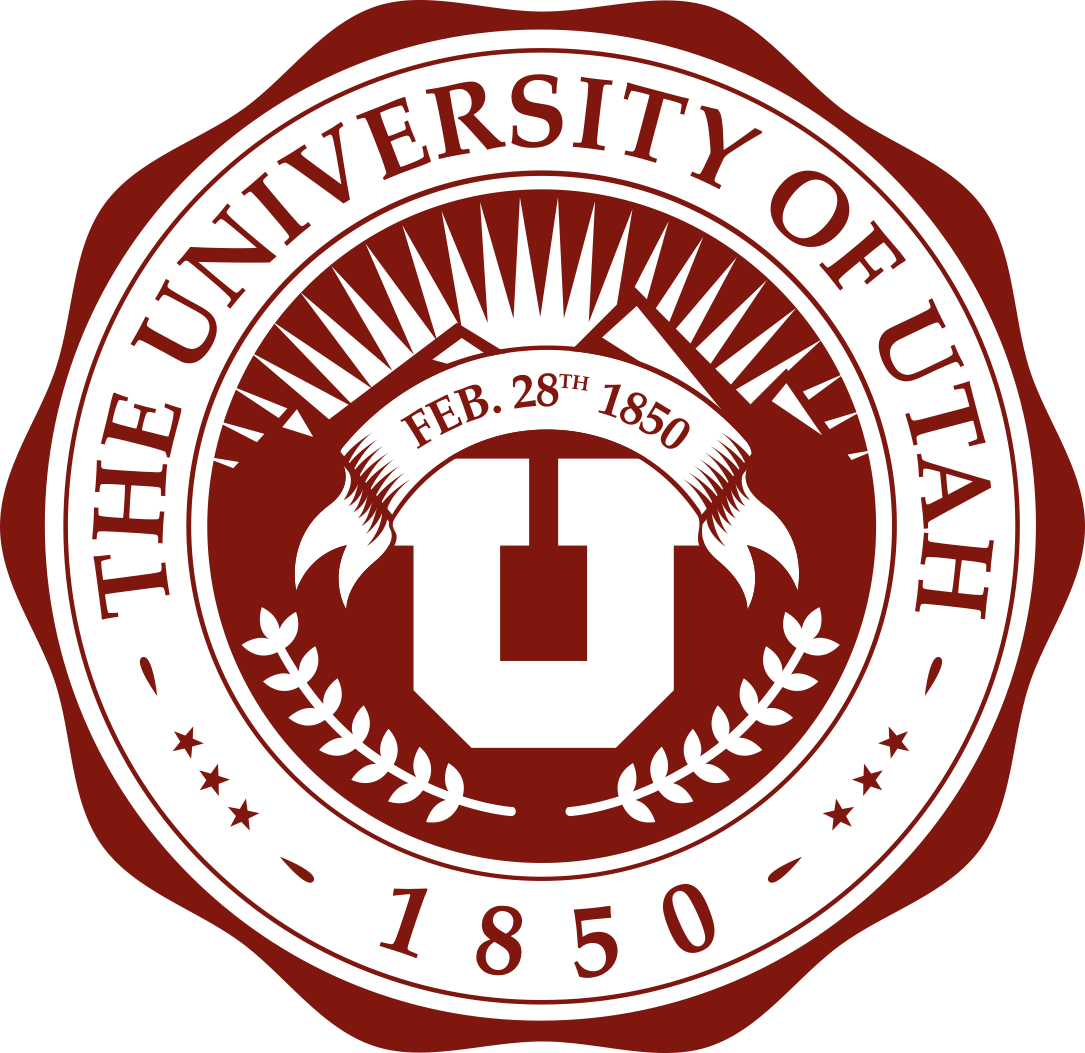 THE UNIVERSITY OF UTAH
FEB. 28TH 1850
U
1850